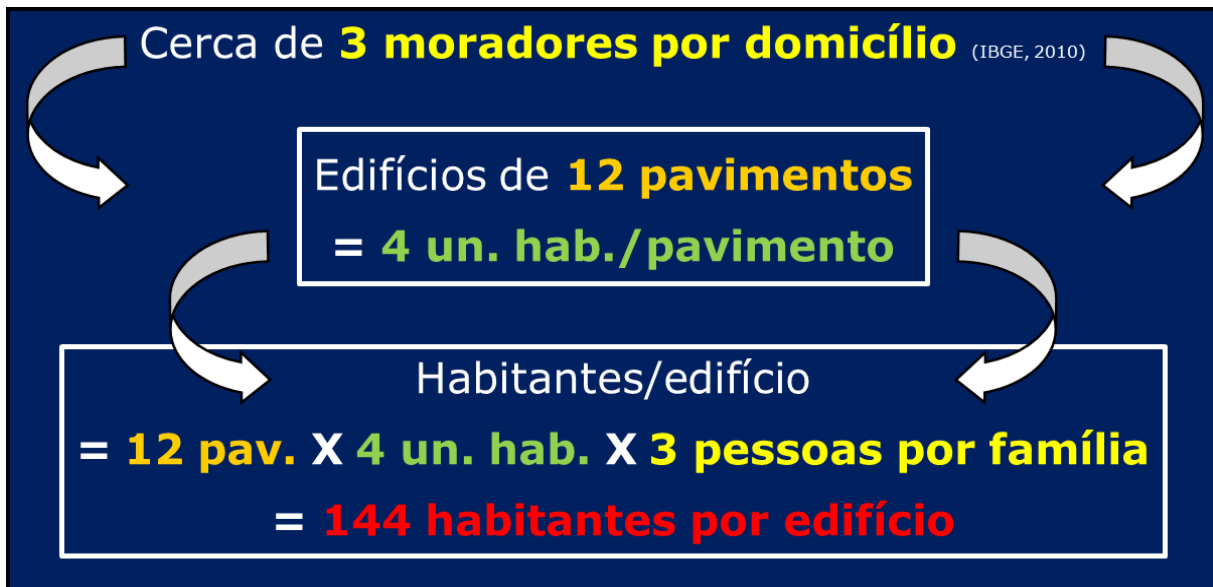 Cerca de 3 moradores por domicílio (IBGE, 2010)
Edifícios de 12 pavimentos
= 4 un. hab./pavimento
Habitantes/edifício
= 12 pav. X 4 un. hab. X 3 pessoas por família
= 144 habitantes por edifício